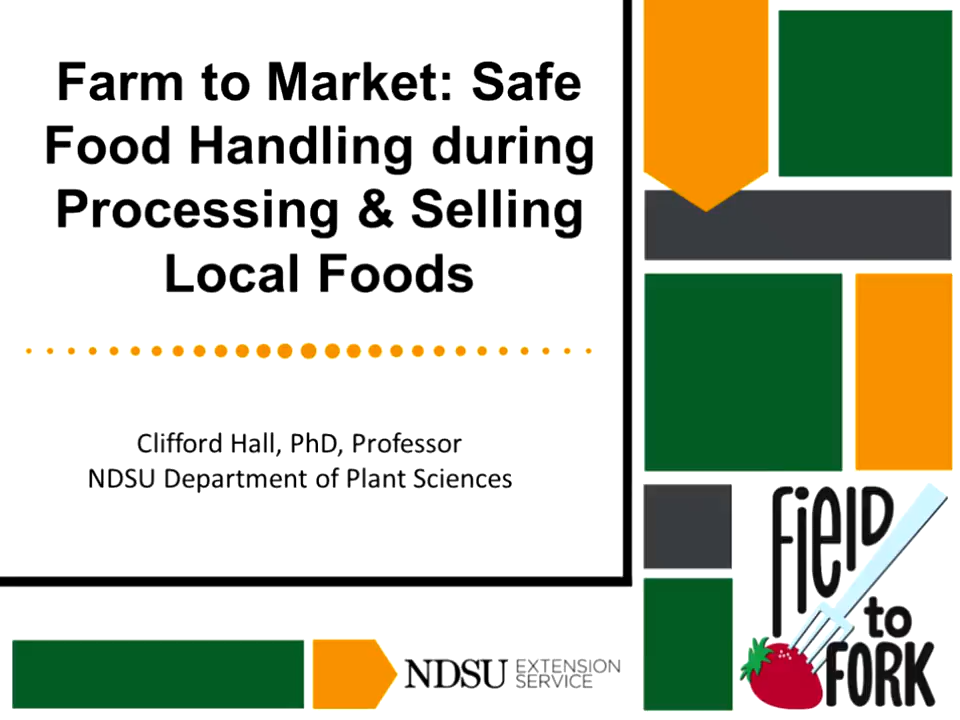 Farm to Market: Safe
Food Handling during
Processing & Selling
Local Foods
Clifford Hall, PhD, Professor
NDSU Department of Plant Sciences
NDSU EXTENSION
SERVICE
FiElD
to
FORK